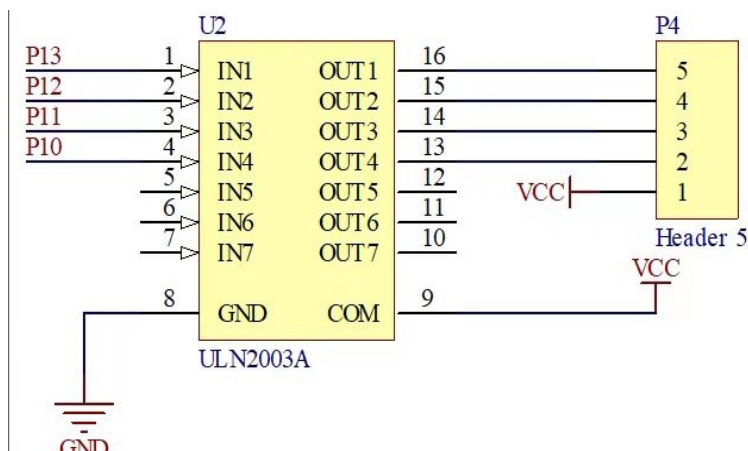 U2
P4
P13 1 IN1 OUT1 16 5
P12 2 IN2 OUT2 15 4
P11 3 IN3 OUT3 14 3
P10 4 IN4 OUT4 13 2
5 IN5 OUT5 12 VCC 1
6 IN6 OUT6 11
7 IN7 OUT7 10
Header 5
VCC
8 GND COM 9
ULN2003A
GND